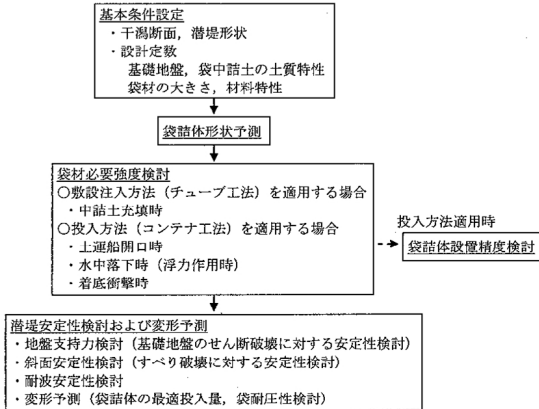 基本条件設定
・干潟断面，潜堤形状
・設計定数
基礎地盤，袋中詰土の土質特性
袋材の大きさ，材料特性
袋詰体形状予測
袋材必要強度検討
○敷設注入方法（チューブ工法）を適用する場合
・中詰土充填時
○投入方法（コンテナ工法）を適用する場合
・土運船開口時
・水中落下時（浮力作用時）
・着底衝撃時
投入方法適用時
袋詰体設置精度検討
潜堤安定性検討および変形予測
・地盤支持力検討（基礎地盤のせん断破壊に対する安定性検討）
・斜面安定性検討（すべり破壊に対する安定性検討）
・耐波安定性検討
・変形予測（袋詰体の最適投入量，袋耐圧性検討）